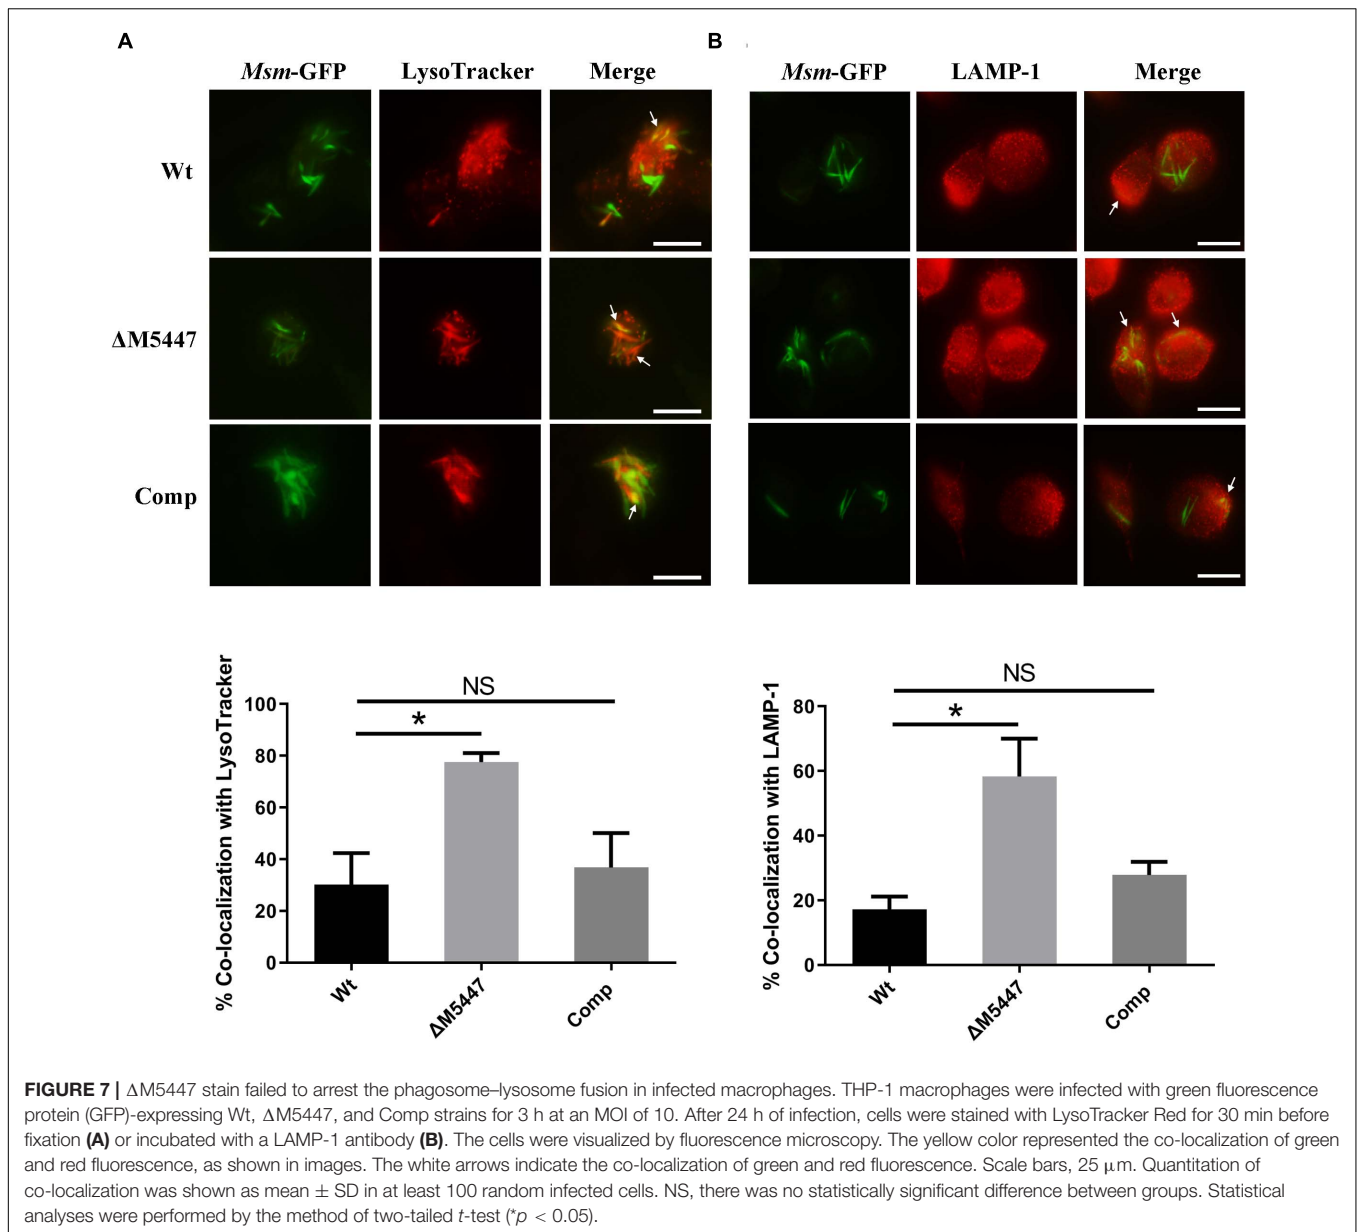 A
B
Msm-GFP LysoTracker Merge
Msm-GFP LAMP-1 Merge
Wt
ΔM5447
Comp
% Co-localization with LysoTracker
100
80
60
40
20
0
NS
*
Wt
ΔM5447
Comp
% Co-localization with LAMP-1
80
60
40
20
0
NS
*
Wt
ΔM5447
Comp
FIGURE 7 | ΔM5447 stain failed to arrest the phagosome–lysosome fusion in infected macrophages. THP-1 macrophages were infected with green fluorescence
protein (GFP)-expressing Wt, ΔM5447, and Comp strains for 3 h at an MOI of 10. After 24 h of infection, cells were stained with LysoTracker Red for 30 min before
fixation (A) or incubated with a LAMP-1 antibody (B). The cells were visualized by fluorescence microscopy. The yellow color represented the co-localization of green
and red fluorescence, as shown in images. The white arrows indicate the co-localization of green and red fluorescence. Scale bars, 25 μm. Quantitation of
co-localization was shown as mean ± SD in at least 100 random infected cells. NS, there was no statistically significant difference between groups. Statistical
analyses were performed by the method of two-tailed t-test (*p < 0.05).